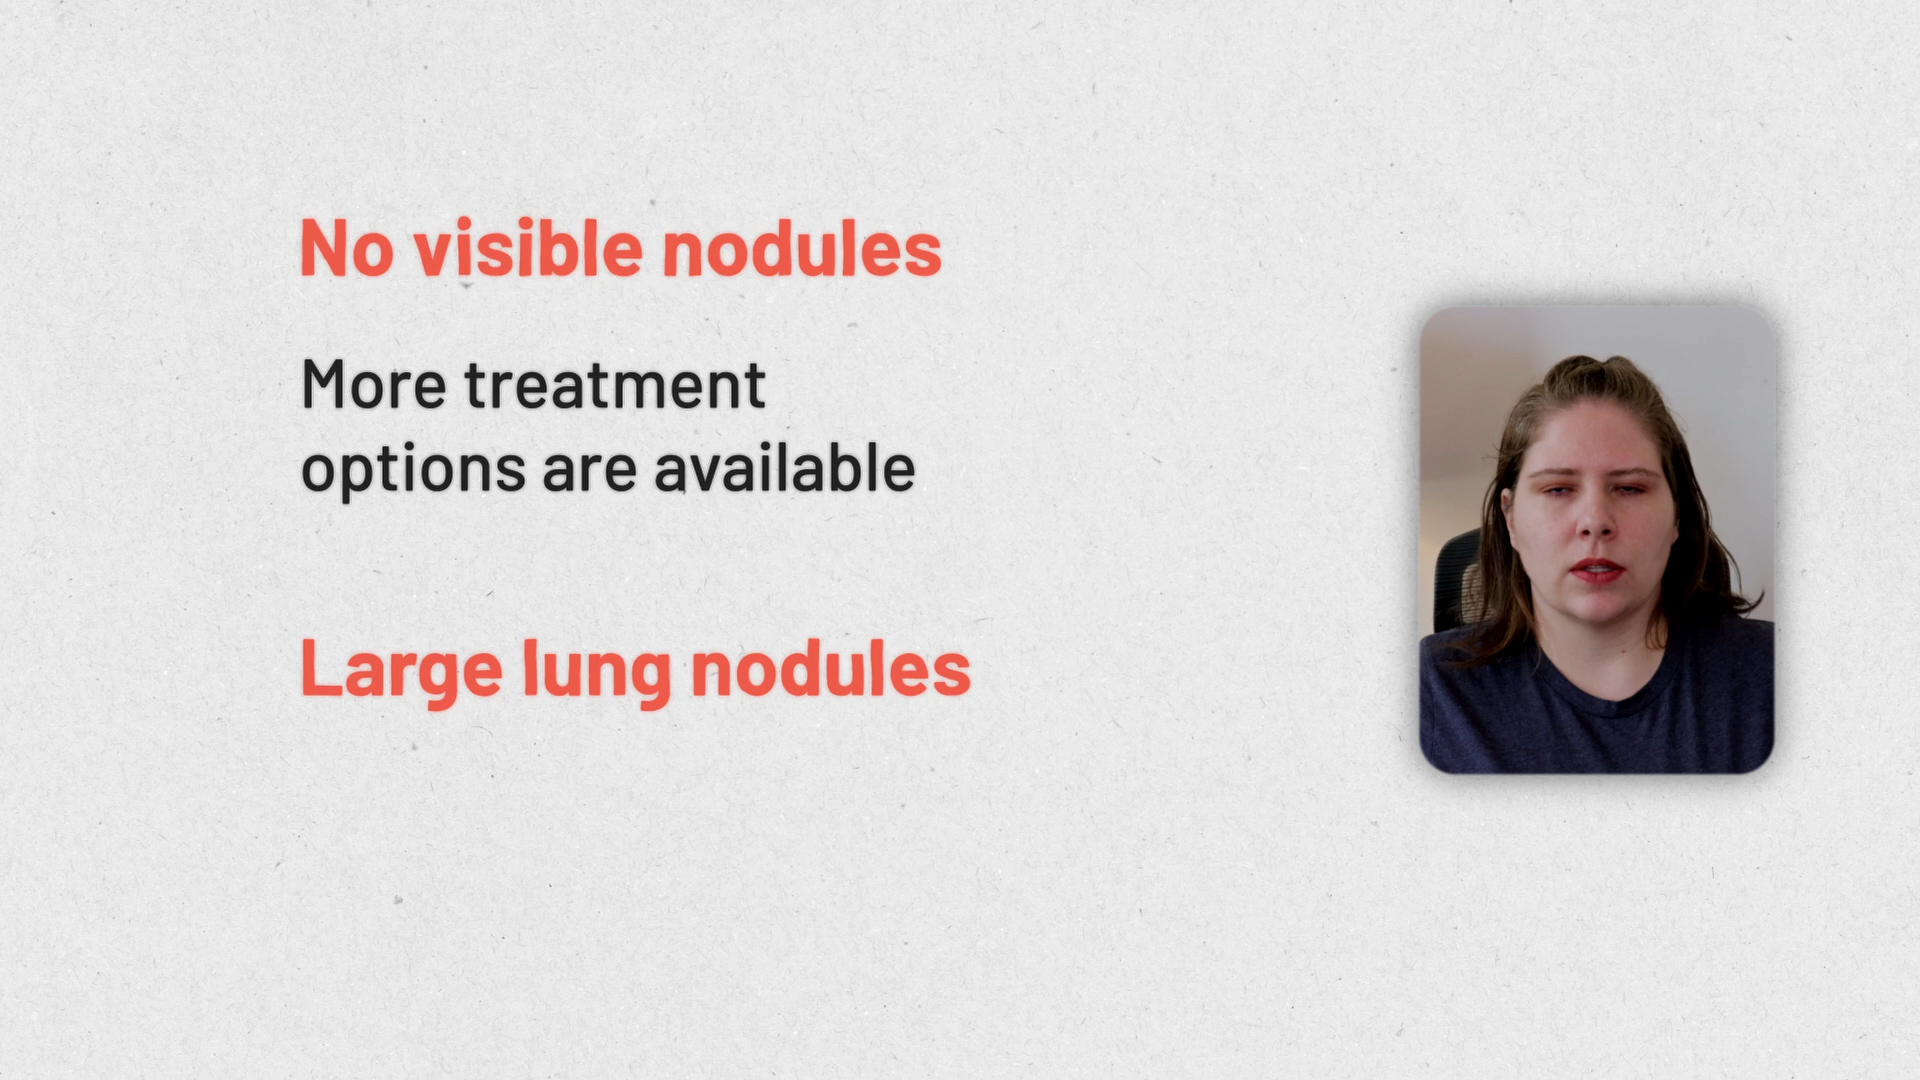 No visible nodules
More treatment
options are available
Large lung nodules